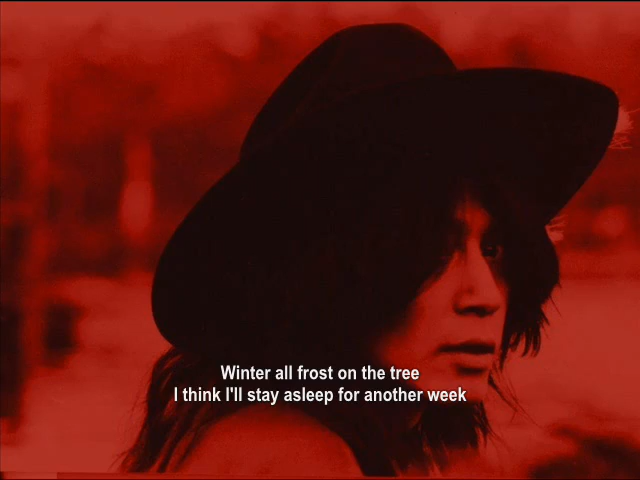 Winter all frost on the tree
I think I'll stay asleep for another week